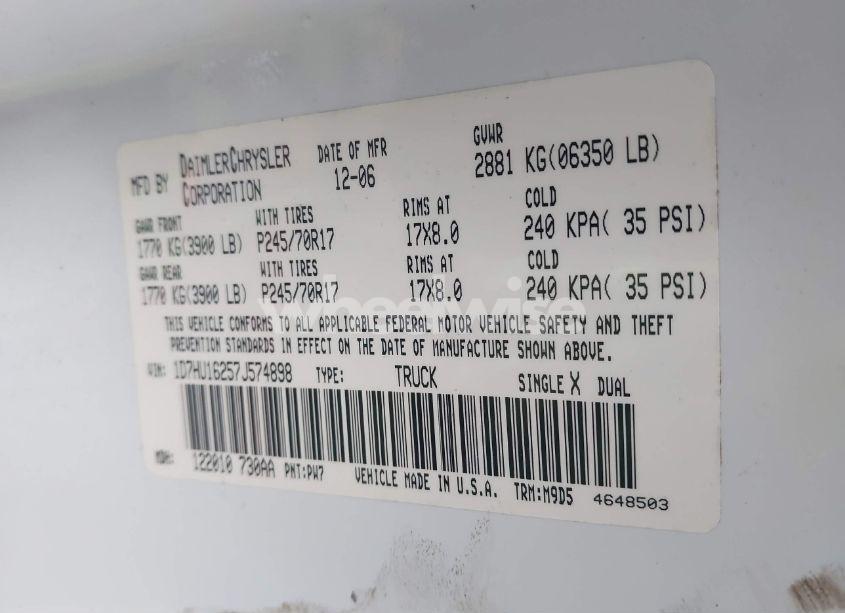 MFD BY DAIMLERCHRYSLER CORPORATION DATE OF MFR 12-06 GVWR 2881 KG(06350 LB)
GAWR FRONT WITH TIRES RIMS AT COLD
1770 KG(3900 LB) P245/70R17 17X8.0 240 KPA( 35 PSI)
GAWR REAR WITH TIRES RIMS AT COLD
1770 KG(3900 LB) P245/70R17 17X8.0 240 KPA( 35 PSI)
wheelwise
THIS VEHICLE CONFORMS TO ALL APPLICABLE FEDERAL MOTOR VEHICLE SAFETY AND THEFT
PREVENTION STANDARDS IN EFFECT ON THE DATE OF MANUFACTURE SHOWN ABOVE.
VIN: 1D7HU16257J574898 TYPE: TRUCK SINGLE X DUAL
MDH: 122010 730AA PNT:PW7 VEHICLE MADE IN U.S.A. TRM:M9D5 4648503